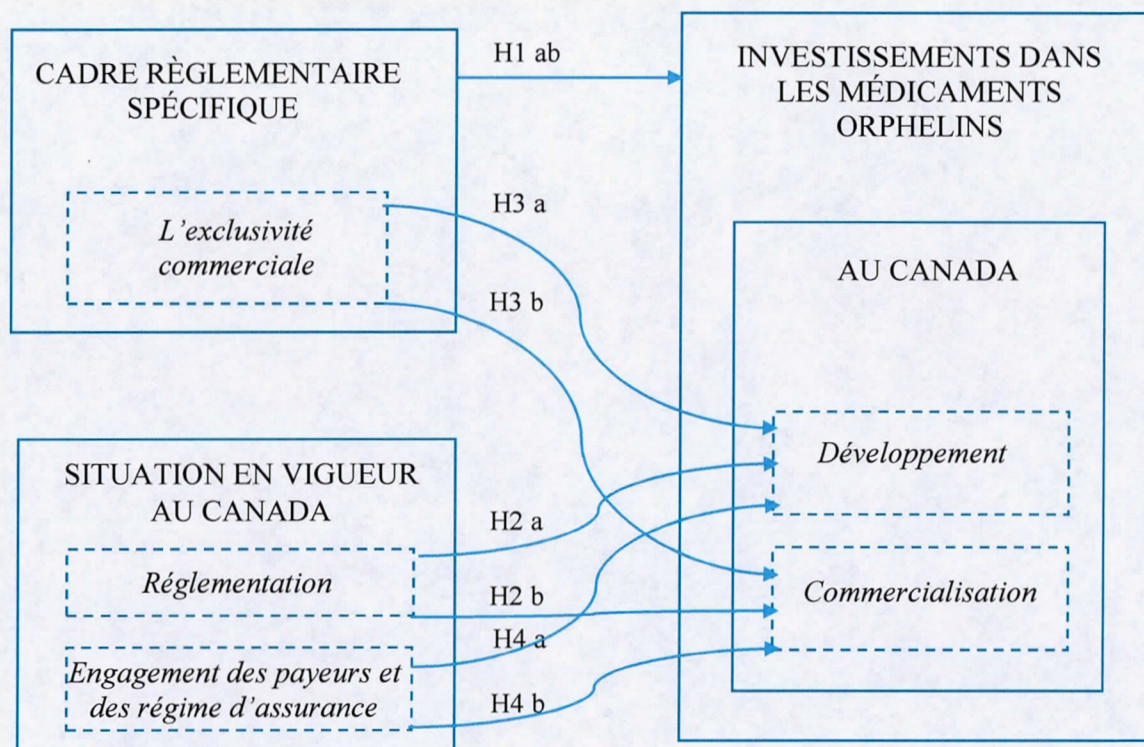 CADRE RÈGLEMENTAIRE
SPÉCIFIQUE
L'exclusivité
commerciale
H1 ab
H3 a
H3 b
INVESTISSEMENTS DANS
LES MÉDICAMENTS
ORPHELINS
AU CANADA
Développement
Commercialisation
SITUATION EN VIGUEUR
AU CANADA
Réglementation
Engagement des payeurs et
des régime d'assurance
H2 a
H2 b
H4 a
H4 b